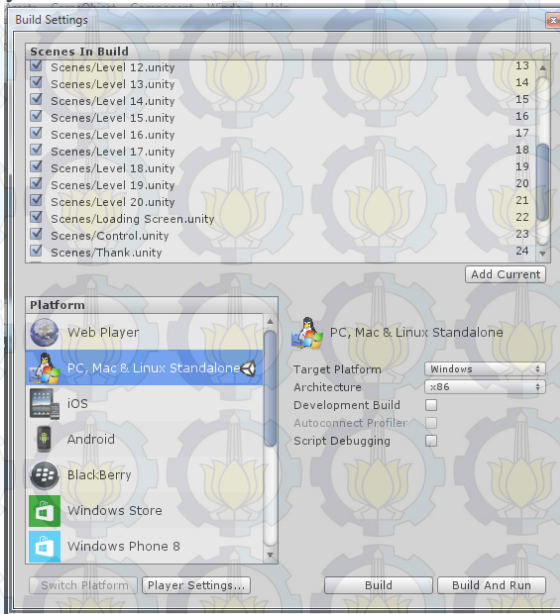 Build Settings
Scenes In Build
Scenes/Level 12.unity 13
Scenes/Level 13.unity 14
Scenes/Level 14.unity 15
Scenes/Level 15.unity 16
Scenes/Level 16.unity 17
Scenes/Level 17.unity 18
Scenes/Level 18.unity 19
Scenes/Level 19.unity 20
Scenes/Level 20.unity 21
Scenes/Loading Screen.unity 22
Scenes/Control.unity 23
Scenes/Thank.unity 24
Add Current
Platform
Web Player
PC, Mac & Linux Standalone
iOS
Android
BlackBerry
Windows Store
Windows Phone 8
PC, Mac & Linux Standalone
Target Platform Windows
Architecture x86
Development Build
Autoconnect Profiler
Script Debugging
Switch Platform Player Settings... Build Build And Run